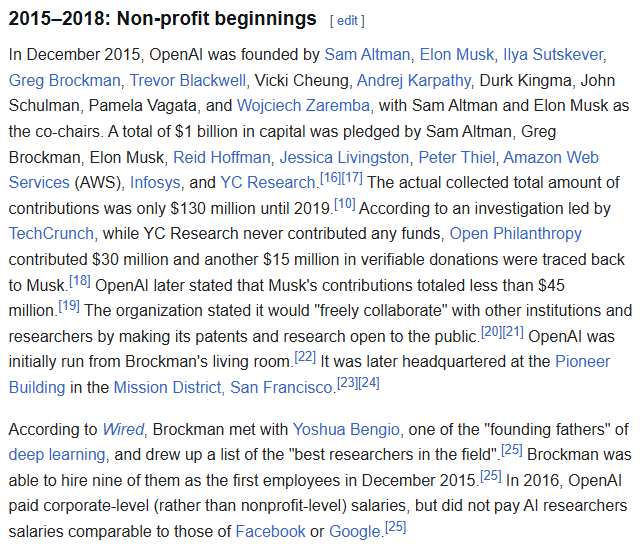 2015–2018: Non-profit beginnings [ edit ]
In December 2015, OpenAI was founded by Sam Altman, Elon Musk, Ilya Sutskever,
Greg Brockman, Trevor Blackwell, Vicki Cheung, Andrej Karpathy, Durk Kingma, John
Schulman, Pamela Vagata, and Wojciech Zaremba, with Sam Altman and Elon Musk as
the co-chairs. A total of $1 billion in capital was pledged by Sam Altman, Greg
Brockman, Elon Musk, Reid Hoffman, Jessica Livingston, Peter Thiel, Amazon Web
Services (AWS), Infosys, and YC Research.[16][17] The actual collected total amount of
contributions was only $130 million until 2019.[10] According to an investigation led by
TechCrunch, while YC Research never contributed any funds, Open Philanthropy
contributed $30 million and another $15 million in verifiable donations were traced back
to Musk.[18] OpenAI later stated that Musk's contributions totaled less than $45
million.[19] The organization stated it would "freely collaborate" with other institutions and
researchers by making its patents and research open to the public.[20][21] OpenAI was
initially run from Brockman's living room.[22] It was later headquartered at the Pioneer
Building in the Mission District, San Francisco.[23][24]
According to Wired, Brockman met with Yoshua Bengio, one of the "founding fathers" of
deep learning, and drew up a list of the "best researchers in the field".[25] Brockman was
able to hire nine of them as the first employees in December 2015.[25] In 2016, OpenAI
paid corporate-level (rather than nonprofit-level) salaries, but did not pay AI researchers
salaries comparable to those of Facebook or Google.[25]